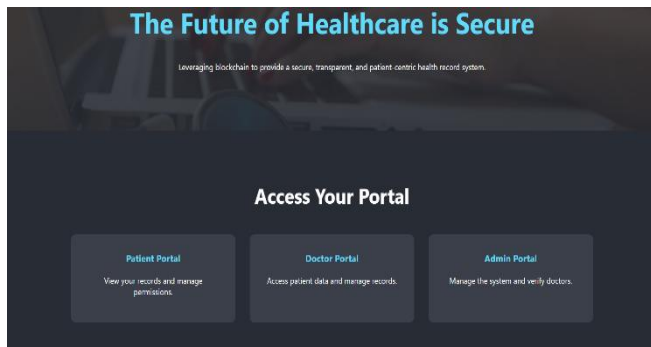 The Future of Healthcare is Secure
Leveraging blockchain to provide a secure, transparent, and patient-centric health record system.
Access Your Portal
Patient Portal
View your records and manage
permissions.
Doctor Portal
Access patient data and manage records.
Admin Portal
Manage the system and verify doctors.